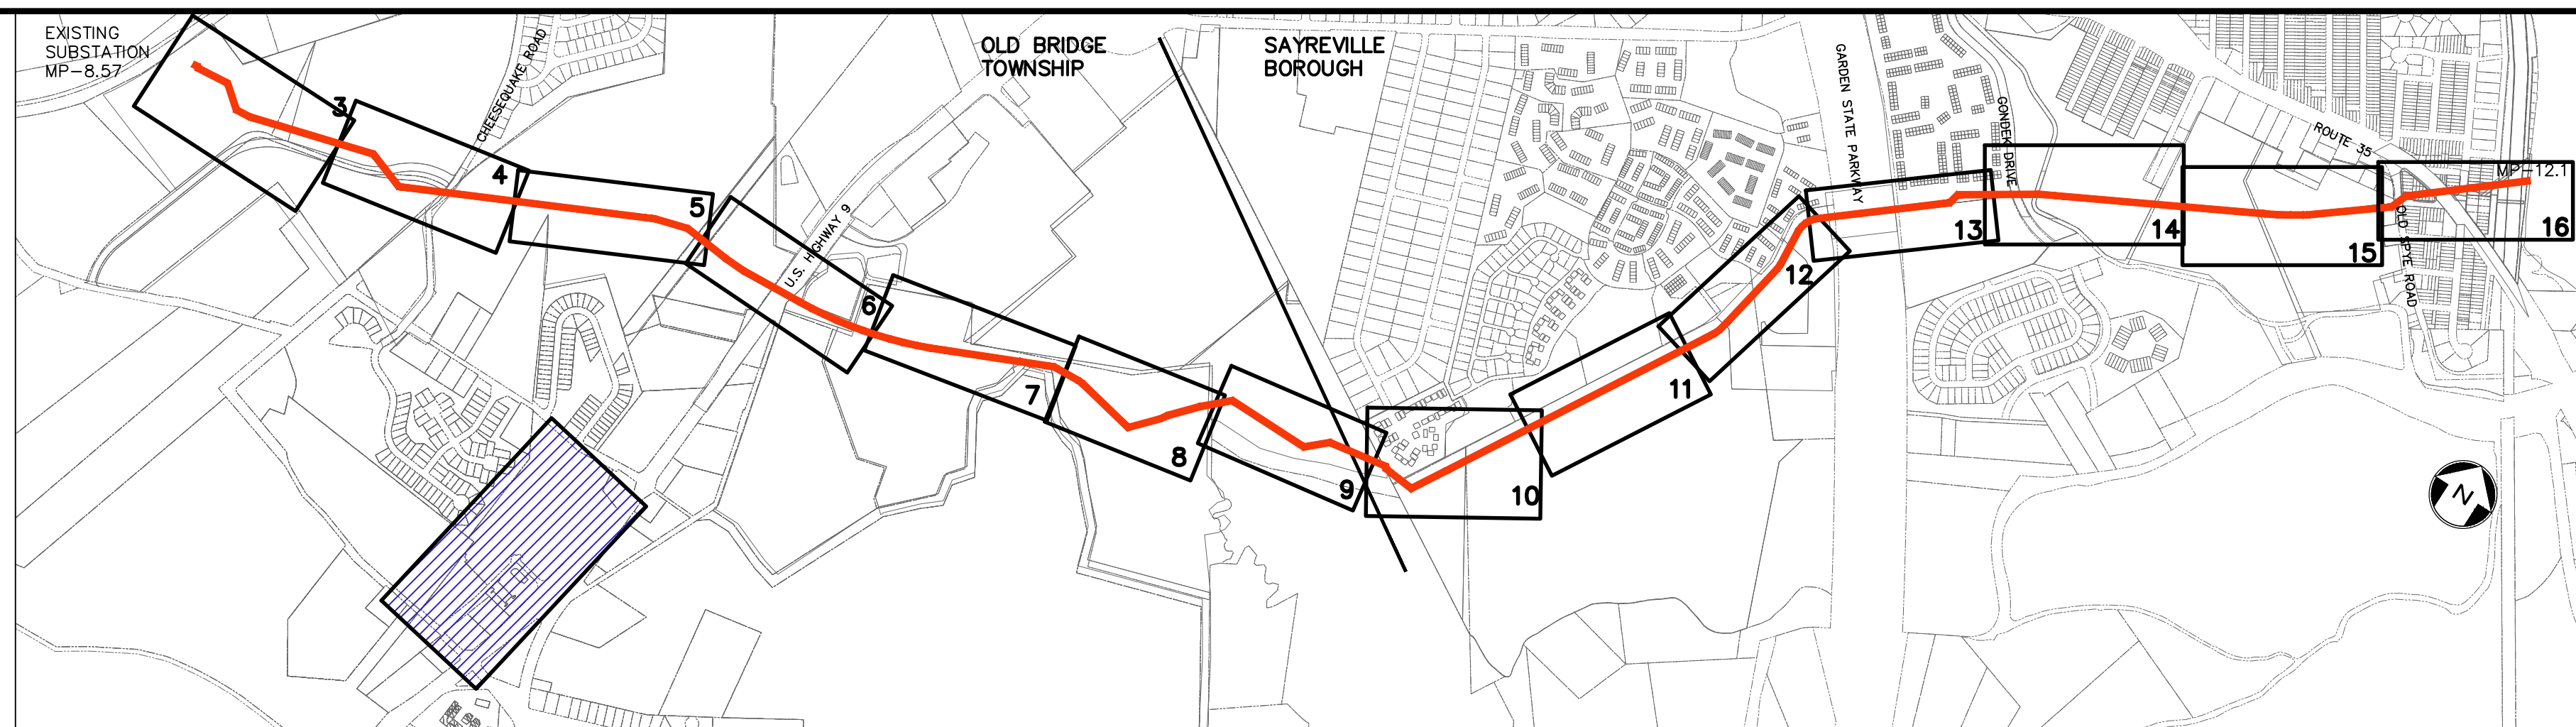 EXISTING
SUBSTATION
MP-8.57
CHEESEQUAKE ROAD
OLD BRIDGE
TOWNSHIP
SAYREVILLE
BOROUGH
GARDEN STATE PARKWAY
GONDEK DRIVE
ROUTE 35
MP-12.1
OLD SPYE ROAD
U.S. HIGHWAY 9
3
4
5
6
7
8
9
10
11
12
13
14
15
16
N